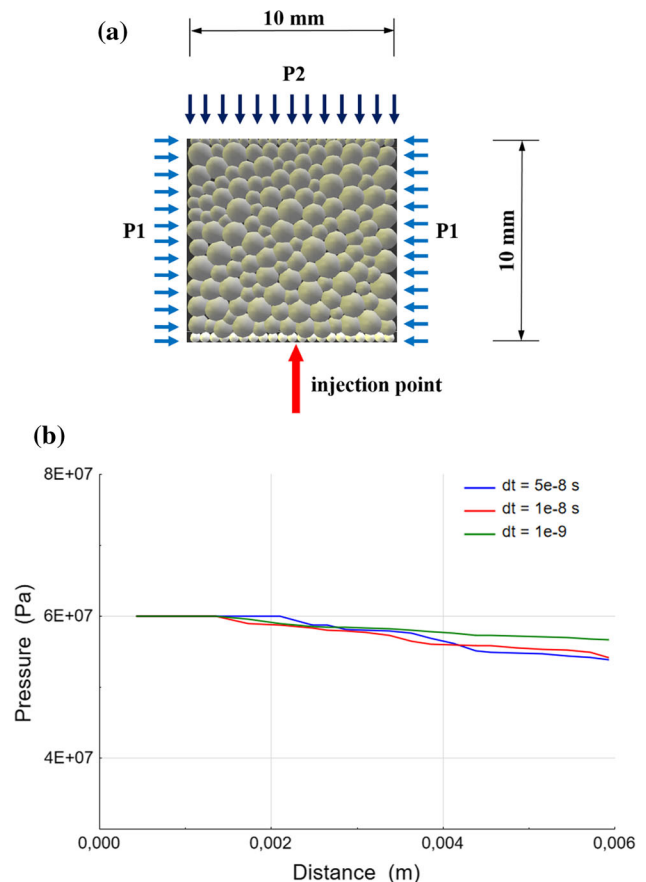 (a)
10 mm
P2
P1
P1
10 mm
injection point
(b)
8E+07
6E+07
4E+07
Pressure (Pa)
dt = 5e-8 s
dt = 1e-8 s
dt = 1e-9
0,000
0,002
0,004
0,006
Distance (m)